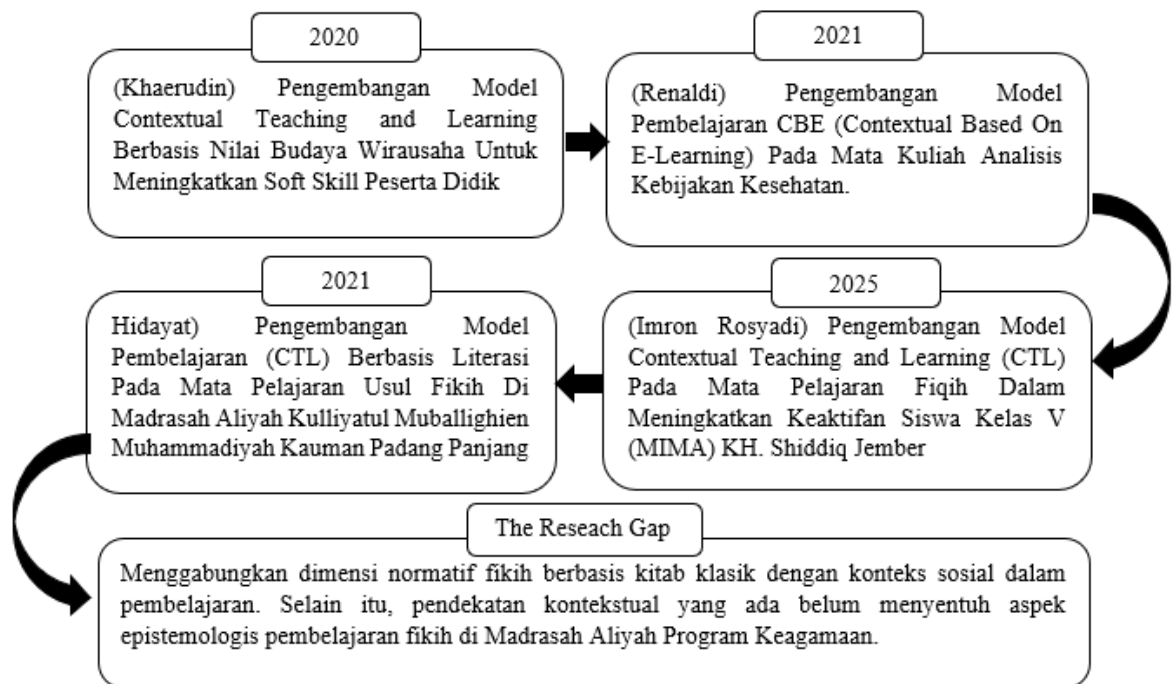 2020
(Khaerudin) Pengembangan Model
Contextual Teaching and Learning
Berbasis Nilai Budaya Wirausaha Untuk
Meningkatkan Soft Skill Peserta Didik
2021
(Renaldi) Pengembangan Model
Pembelajaran CBE (Contextual Based On
E-Learning) Pada Mata Kuliah Analisis
Kebijakan Kesehatan.
2025
(Imron Rosyadi) Pengembangan Model
Contextual Teaching and Learning (CTL)
Pada Mata Pelajaran Fiqih Dalam
Meningkatkan Keaktifan Siswa Kelas V
(MIMA) KH. Shiddiq Jember
2021
Hidayat) Pengembangan Model
Pembelajaran (CTL) Berbasis Literasi
Pada Mata Pelajaran Usul Fikih Di
Madrasah Aliyah Kulliyatul Muballighien
Muhammadiyah Kauman Padang Panjang
The Reseach Gap
Menggabungkan dimensi normatif fikih berbasis kitab klasik dengan konteks sosial dalam
pembelajaran. Selain itu, pendekatan kontekstual yang ada belum menyentuh aspek
epistemologis pembelajaran fikih di Madrasah Aliyah Program Keagamaan.